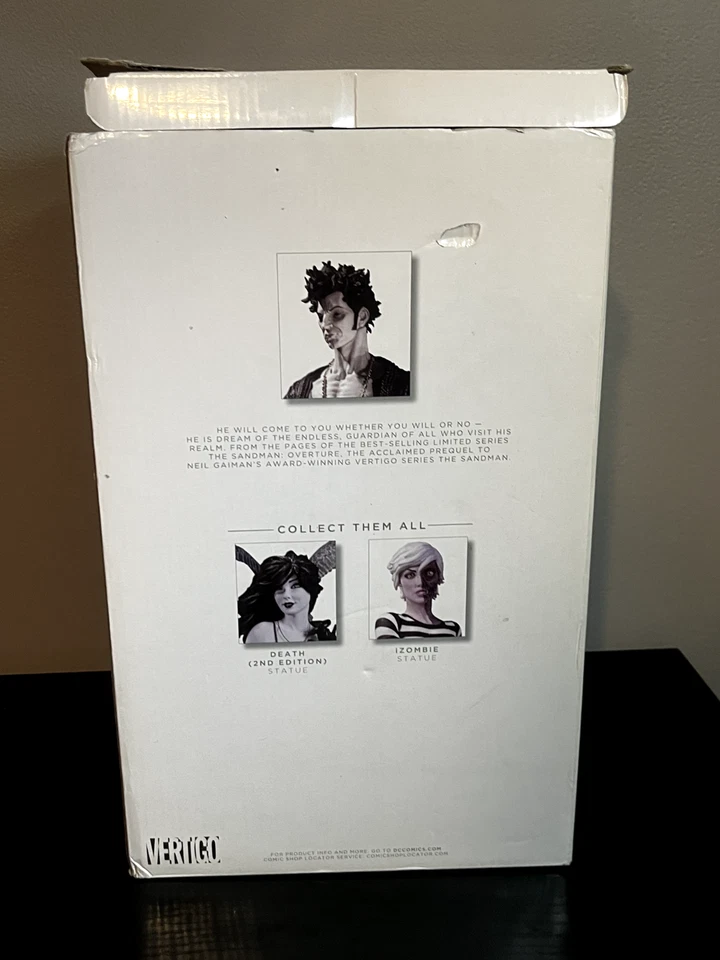 HE WILL COME TO YOU WHETHER YOU WILL OR NO —
HE IS DREAM OF THE ENDLESS, GUARDIAN OF ALL WHO VISIT HIS
REALM. FROM THE PAGES OF THE BEST-SELLING LIMITED SERIES
THE SANDMAN: OVERTURE, THE ACCLAIMED PREQUEL TO
NEIL GAIMAN'S AWARD-WINNING VERTIGO SERIES THE SANDMAN.
COLLECT THEM ALL
DEATH
(2ND EDITION)
STATUE
iZOMBIE
STATUE
VERTIGO
FOR PRODUCT INFO AND MORE, GO TO DCCOMICS.COM
COMIC SHOP LOCATOR SERVICE: COMICSHOPLOCATOR.COM